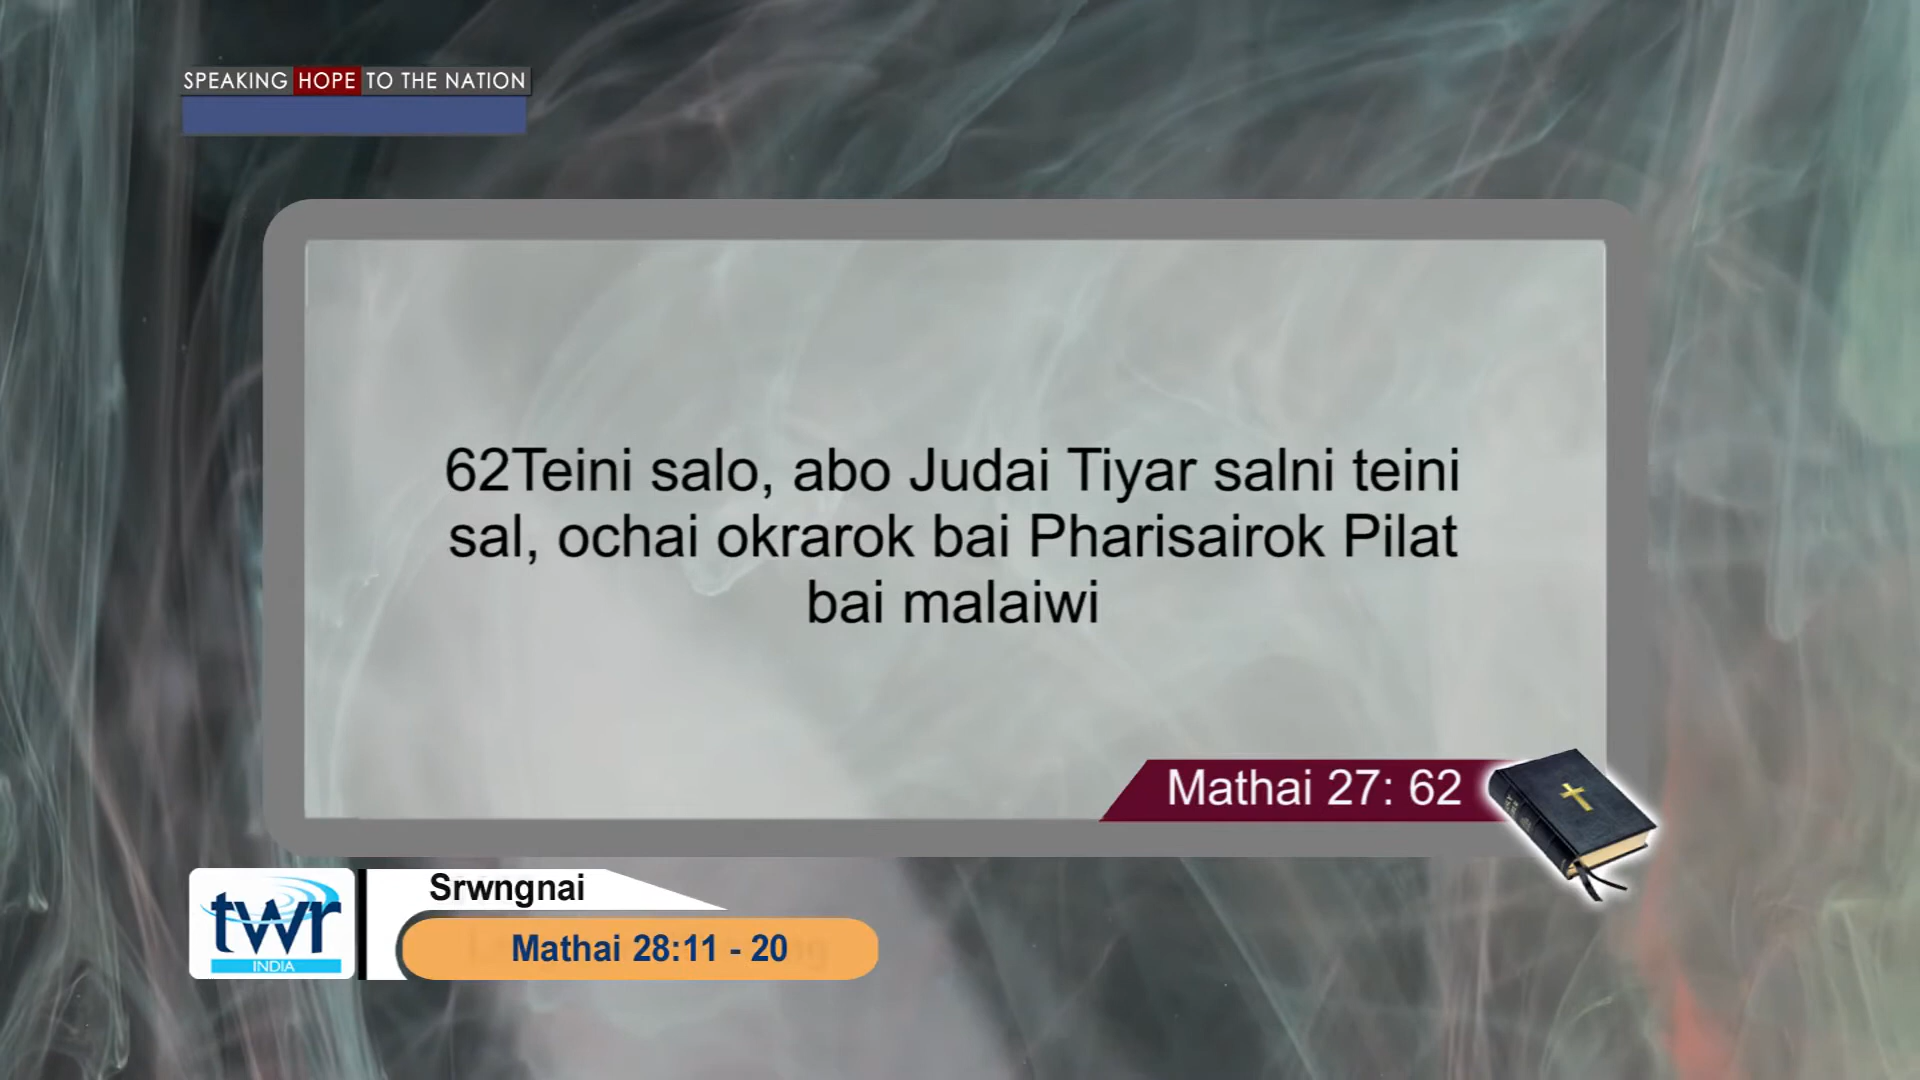 SPEAKING HOPE TO THE NATION
62Teini salo, abo Judai Tiyar salni teini
sal, ochai okrarok bai Pharisairok Pilat
bai malaiwi
Mathai 27: 62
twr
INDIA
Srwngnai
Mathai 28:11 - 20